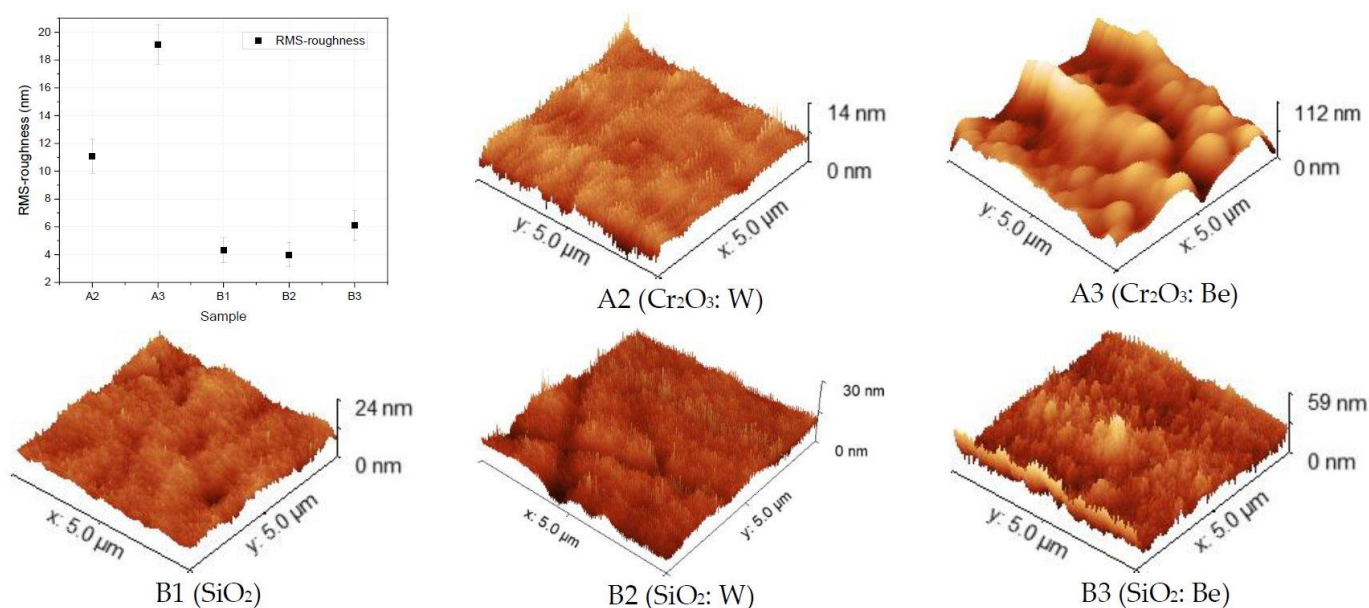 20
18
16
14
12
10
8
6
4
2
RMS-roughness (nm)
RMS-roughness
A2 A3 B1 B2 B3
Sample
14 nm
0 nm
y: 5.0 µm
x: 5.0 µm
A2 (Cr₂O₃: W)
112 nm
0 nm
y: 5.0 µm
x: 5.0 µm
A3 (Cr₂O₃: Be)
24 nm
0 nm
x: 5.0 µm
y: 5.0 µm
B1 (SiO₂)
30 nm
0 nm
x: 5.0 µm
y: 5.0 µm
B2 (SiO₂: W)
59 nm
0 nm
y: 5.0 µm
x: 5.0 µm
B3 (SiO₂: Be)